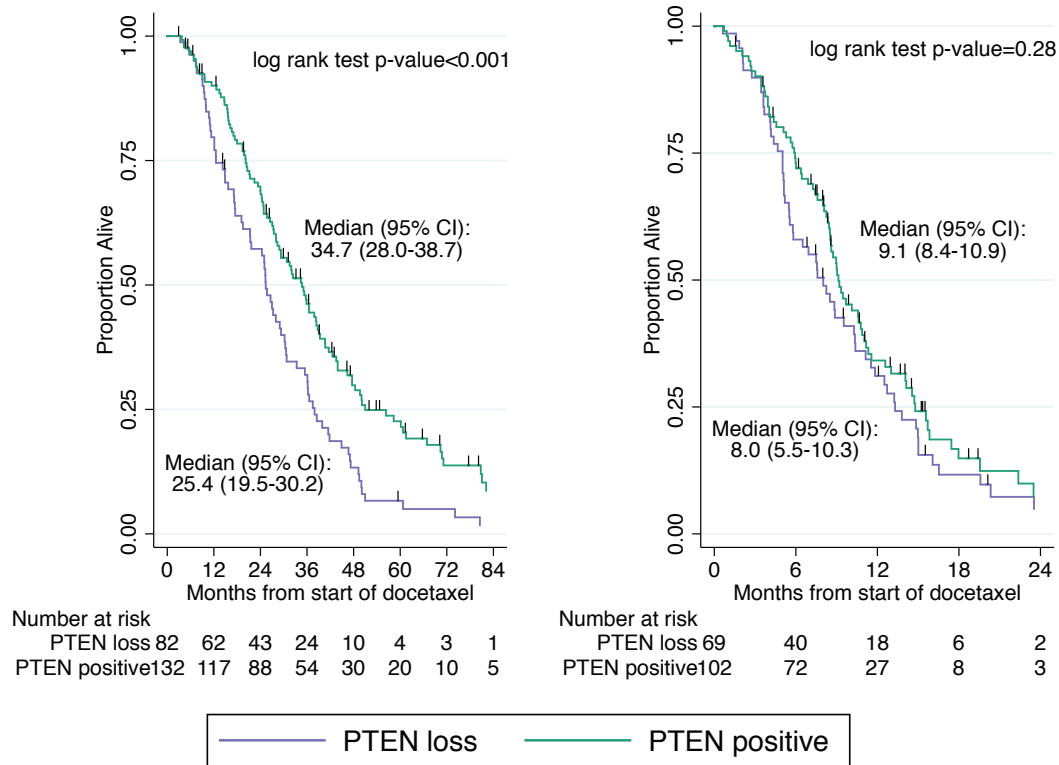 log rank test p-value<0.001
Proportion Alive
1.00
0.75
0.50
0.25
0.00
Median (95% CI):
34.7 (28.0-38.7)
Median (95% CI):
25.4 (19.5-30.2)
0 12 24 36 48 60 72 84
Months from start of docetaxel
Number at risk
PTEN loss 82 62 43 24 10 4 3 1
PTEN positive132 117 88 54 30 20 10 5
log rank test p-value=0.28
Proportion Alive
1.00
0.75
0.50
0.25
0.00
Median (95% CI):
9.1 (8.4-10.9)
Median (95% CI):
8.0 (5.5-10.3)
0 6 12 18 24
Months from start of docetaxel
Number at risk
PTEN loss 69 40 18 6 2
PTEN positive102 72 27 8 3
PTEN loss PTEN positive